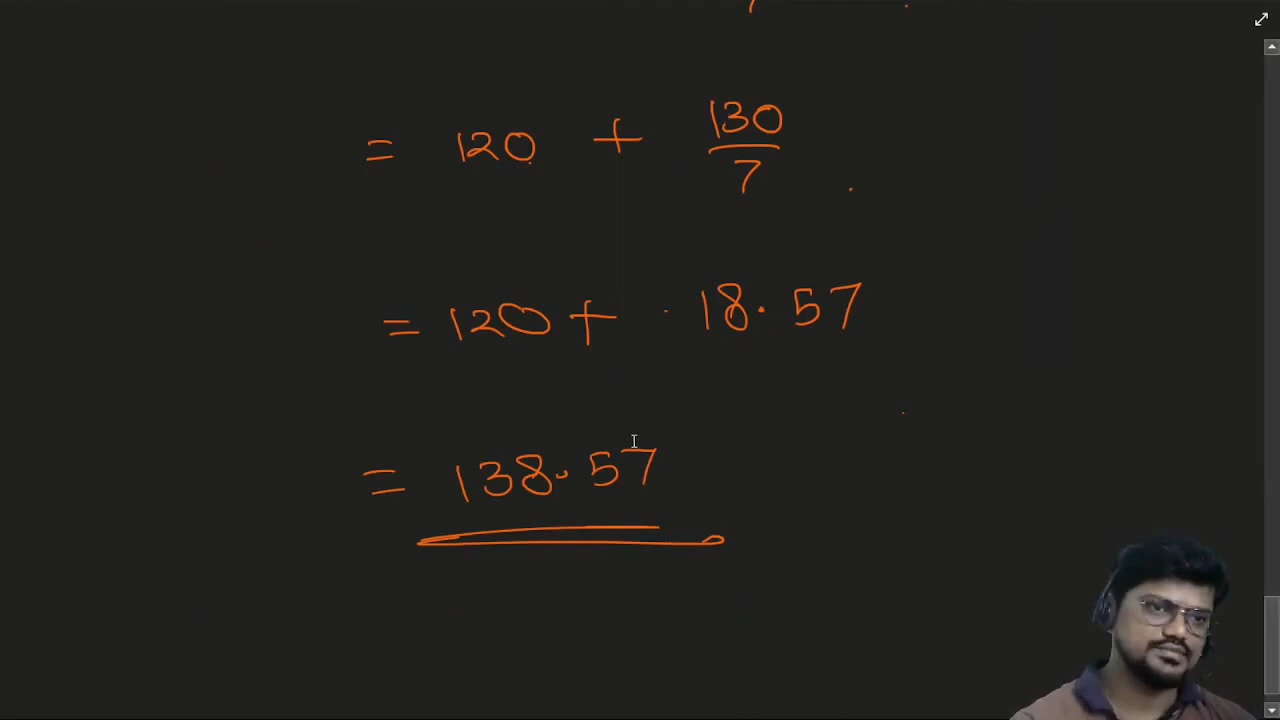 = 120 + 130/7
= 120 + 18.57
= 138.57